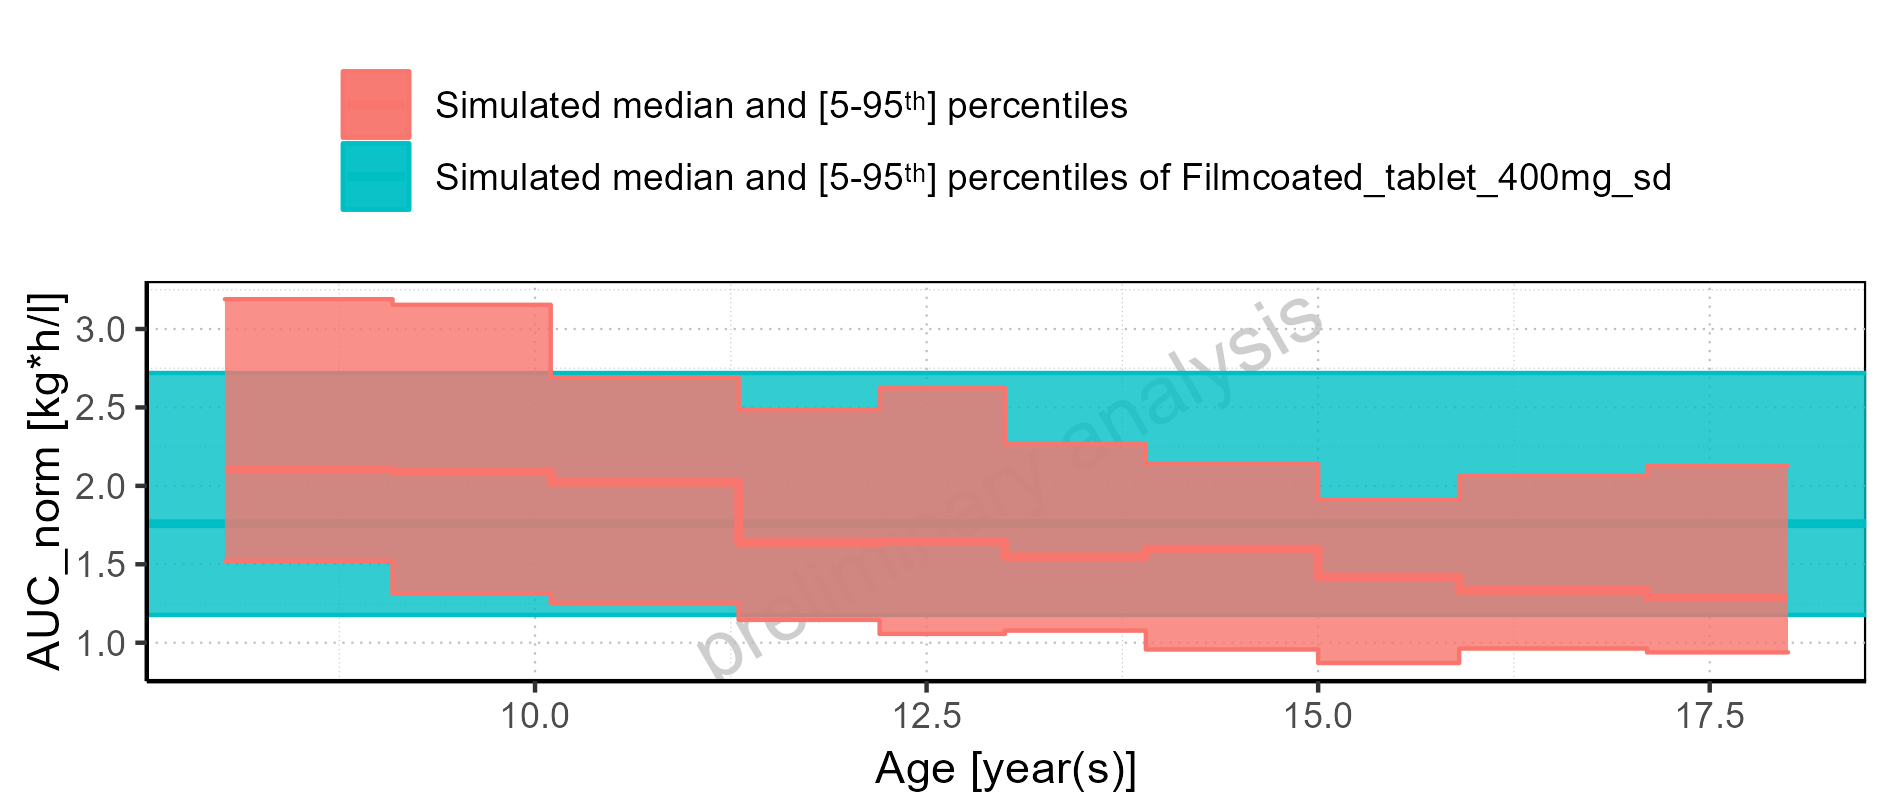 Simulated median and [5-95th] percentiles
Simulated median and [5-95th] percentiles of Filmcoated_tablet_400mg_sd
AUC_norm [kg*h/l]
3.0
2.5
2.0
1.5
1.0
preliminary analysis
10.0 12.5 15.0 17.5
Age [year(s)]